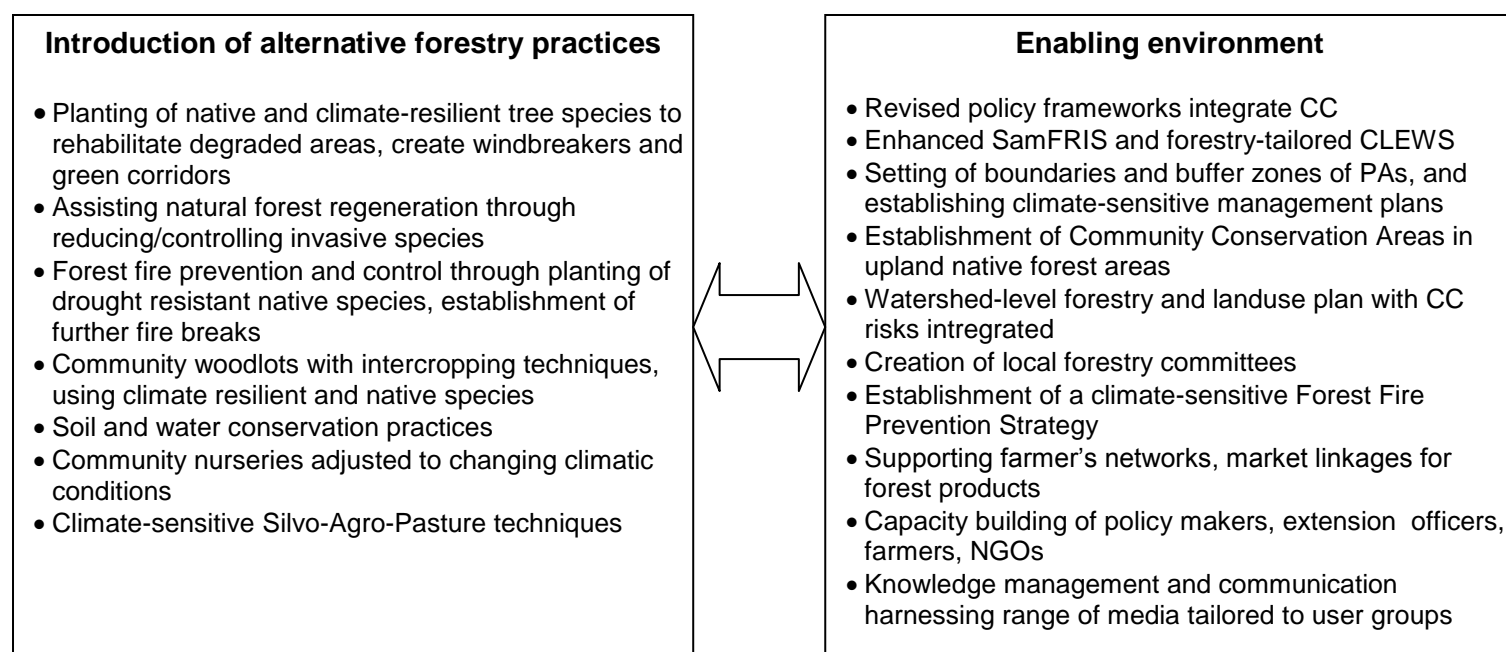 Introduction of alternative forestry practices
• Planting of native and climate-resilient tree species to
rehabilitate degraded areas, create windbreakers and
green corridors
• Assisting natural forest regeneration through
reducing/controlling invasive species
• Forest fire prevention and control through planting of
drought resistant native species, establishment of
further fire breaks
• Community woodlots with intercropping techniques,
using climate resilient and native species
• Soil and water conservation practices
• Community nurseries adjusted to changing climatic
conditions
• Climate-sensitive Silvo-Agro-Pasture techniques
Enabling environment
• Revised policy frameworks integrate CC
• Enhanced SamFRIS and forestry-tailored CLEWS
• Setting of boundaries and buffer zones of PAs, and
establishing climate-sensitive management plans
• Establishment of Community Conservation Areas in
upland native forest areas
• Watershed-level forestry and landuse plan with CC
risks intregrated
• Creation of local forestry committees
• Establishment of a climate-sensitive Forest Fire
Prevention Strategy
• Supporting farmer's networks, market linkages for
forest products
• Capacity building of policy makers, extension officers,
farmers, NGOs
• Knowledge management and communication
harnessing range of media tailored to user groups